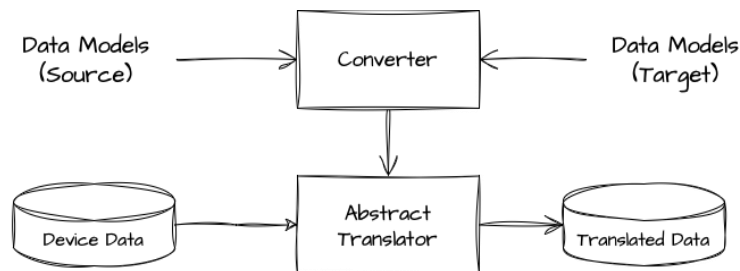 Data Models
(Source)
Converter
Data Models
(Target)
Device Data
Abstract
Translator
Translated Data